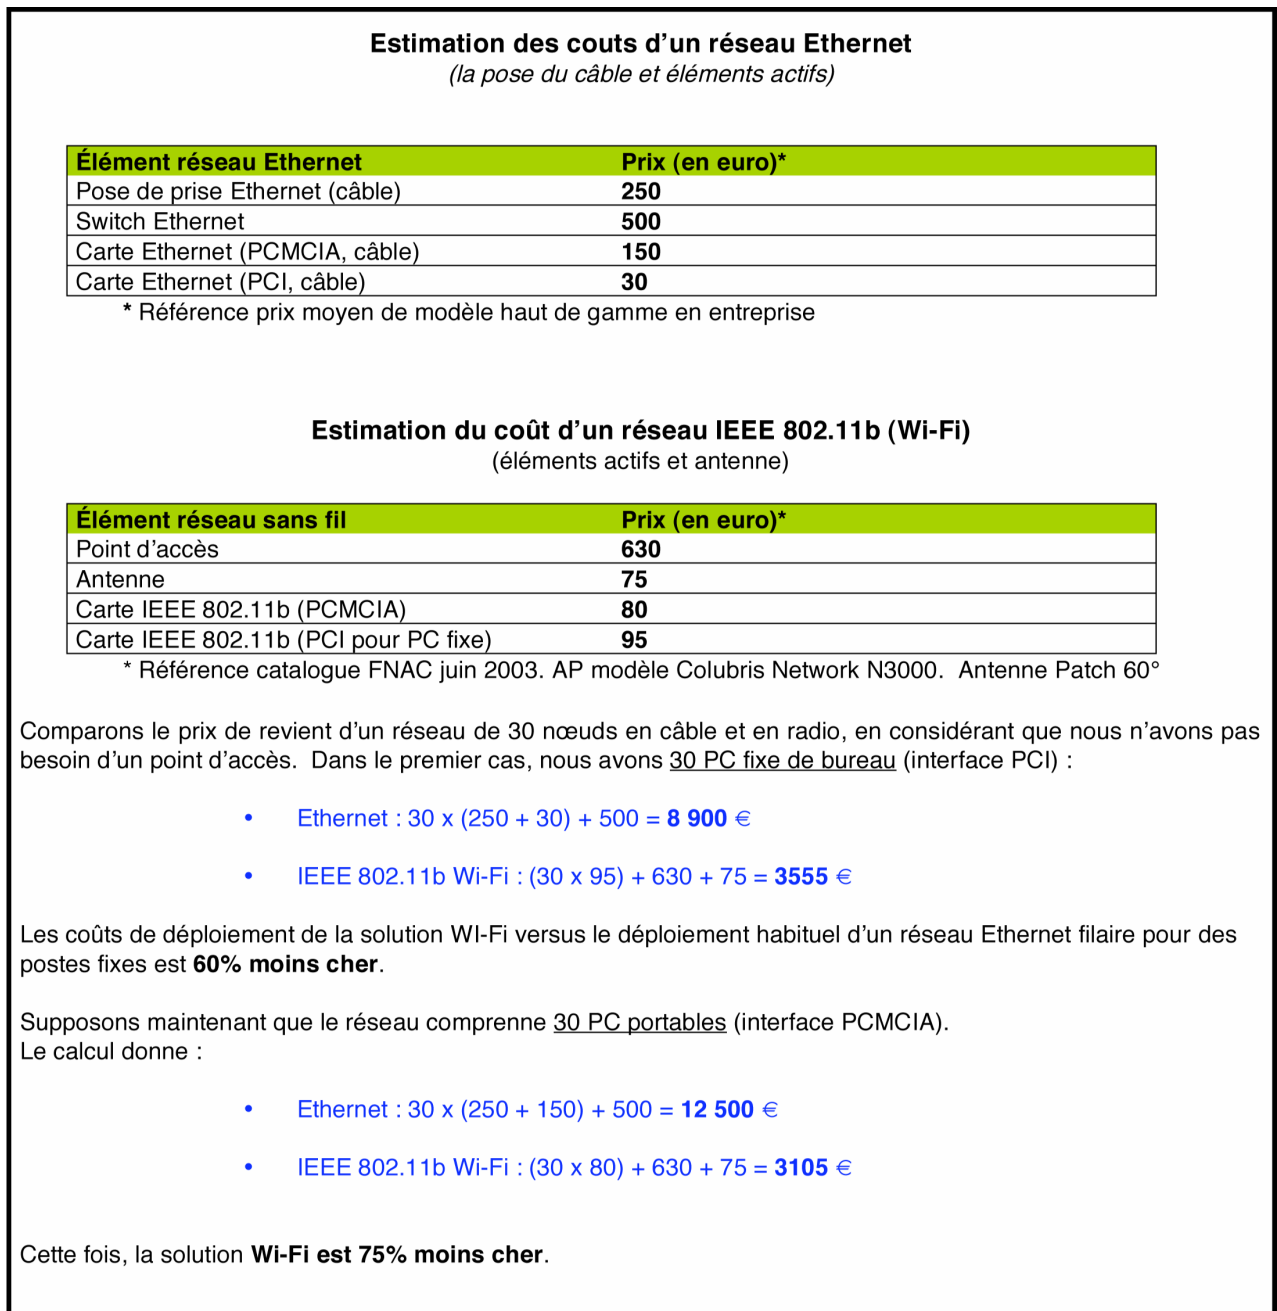 Estimation des couts d’un réseau Ethernet
(la pose du câble et éléments actifs)
Élément réseau Ethernet Prix (en euro)*
Pose de prise Ethernet (câble) 250
Switch Ethernet 500
Carte Ethernet (PCMCIA, câble) 150
Carte Ethernet (PCI, câble) 30
* Référence prix moyen de modèle haut de gamme en entreprise
Estimation du coût d’un réseau IEEE 802.11b (Wi-Fi)
(éléments actifs et antenne)
Élément réseau sans fil Prix (en euro)*
Point d’accès 630
Antenne 75
Carte IEEE 802.11b (PCMCIA) 80
Carte IEEE 802.11b (PCI pour PC fixe) 95
* Référence catalogue FNAC juin 2003. AP modèle Colubris Network N3000. Antenne Patch 60°
Comparons le prix de revient d’un réseau de 30 nœuds en câble et en radio, en considérant que nous n’avons pas
besoin d’un point d’accès. Dans le premier cas, nous avons 30 PC fixe de bureau (interface PCI) :
• Ethernet : 30 x (250 + 30) + 500 = 8 900 €
• IEEE 802.11b Wi-Fi : (30 x 95) + 630 + 75 = 3555 €
Les coûts de déploiement de la solution WI-Fi versus le déploiement habituel d’un réseau Ethernet filaire pour des
postes fixes est 60% moins cher.
Supposons maintenant que le réseau comprenne 30 PC portables (interface PCMCIA).
Le calcul donne :
• Ethernet : 30 x (250 + 150) + 500 = 12 500 €
• IEEE 802.11b Wi-Fi : (30 x 80) + 630 + 75 = 3105 €
Cette fois, la solution Wi-Fi est 75% moins cher.